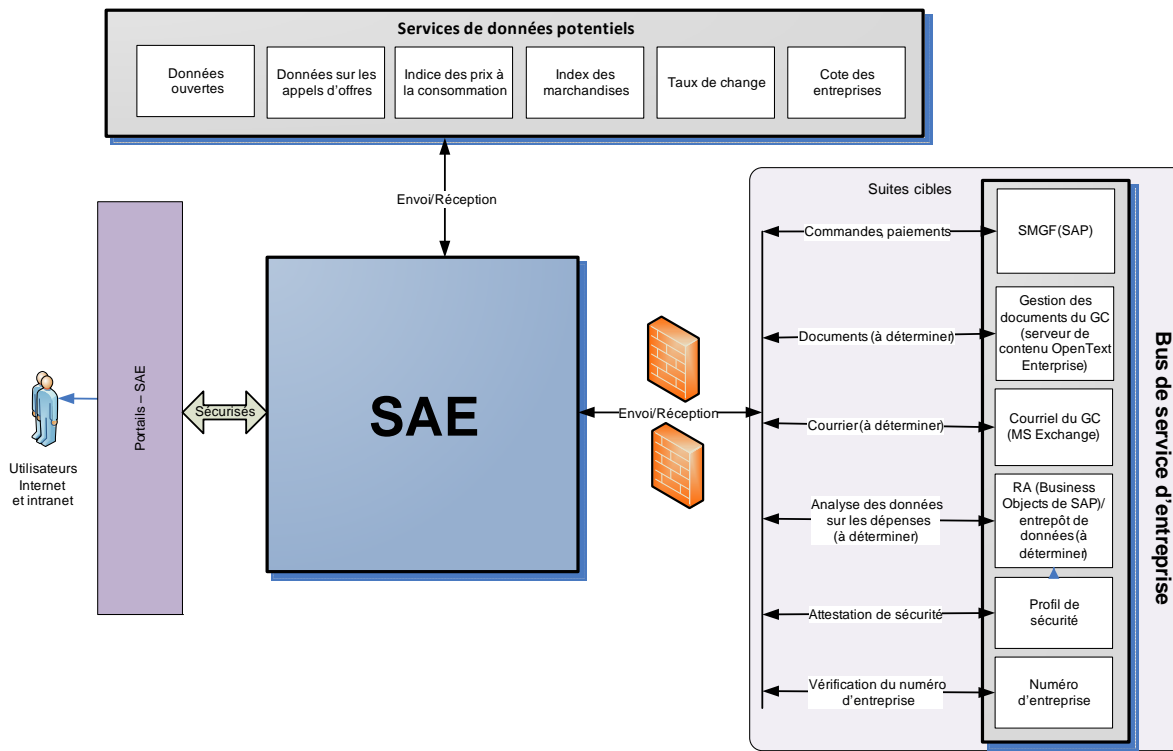 Services de données potentiels
Données
ouvertes
Données sur les
appels d'offres
Indice des prix à
la consommation
Index des
marchandises
Taux de change
Cote des
entreprises
Envoi/Réception
Portails – SAE
Sécurisés
Utilisateurs
Internet
et intranet
SAE
Envoi/Réception
Suites cibles
Commandes, paiements
SMGF(SAP)
Documents (à déterminer)
Gestion des
documents du GC
(serveur de
contenu OpenText
Enterprise)
Courrier (à déterminer)
Courriel du GC
(MS Exchange)
Analyse des données
sur les dépenses
(à déterminer)
RA (Business
Objects de SAP)/
entrepôt de
données (à
déterminer)
Attestation de sécurité
Profil de
sécurité
Vérification du numéro
d'entreprise
Numéro
d'entreprise
Bus de service d'entreprise